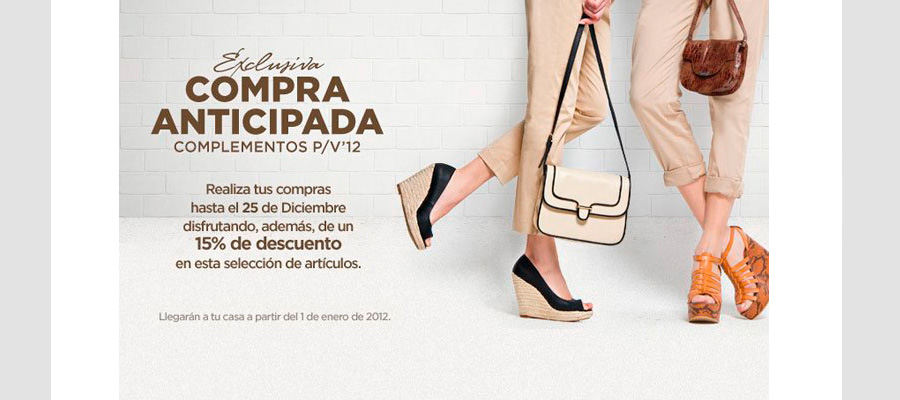 Exclusiva
COMPRA
ANTICIPADA
COMPLEMENTOS P/V'12
Realiza tus compras
hasta el 25 de Diciembre
disfrutando, además, de un
15% de descuento
en esta selección de artículos.
Llegarán a tu casa a partir del 1 de enero de 2012.